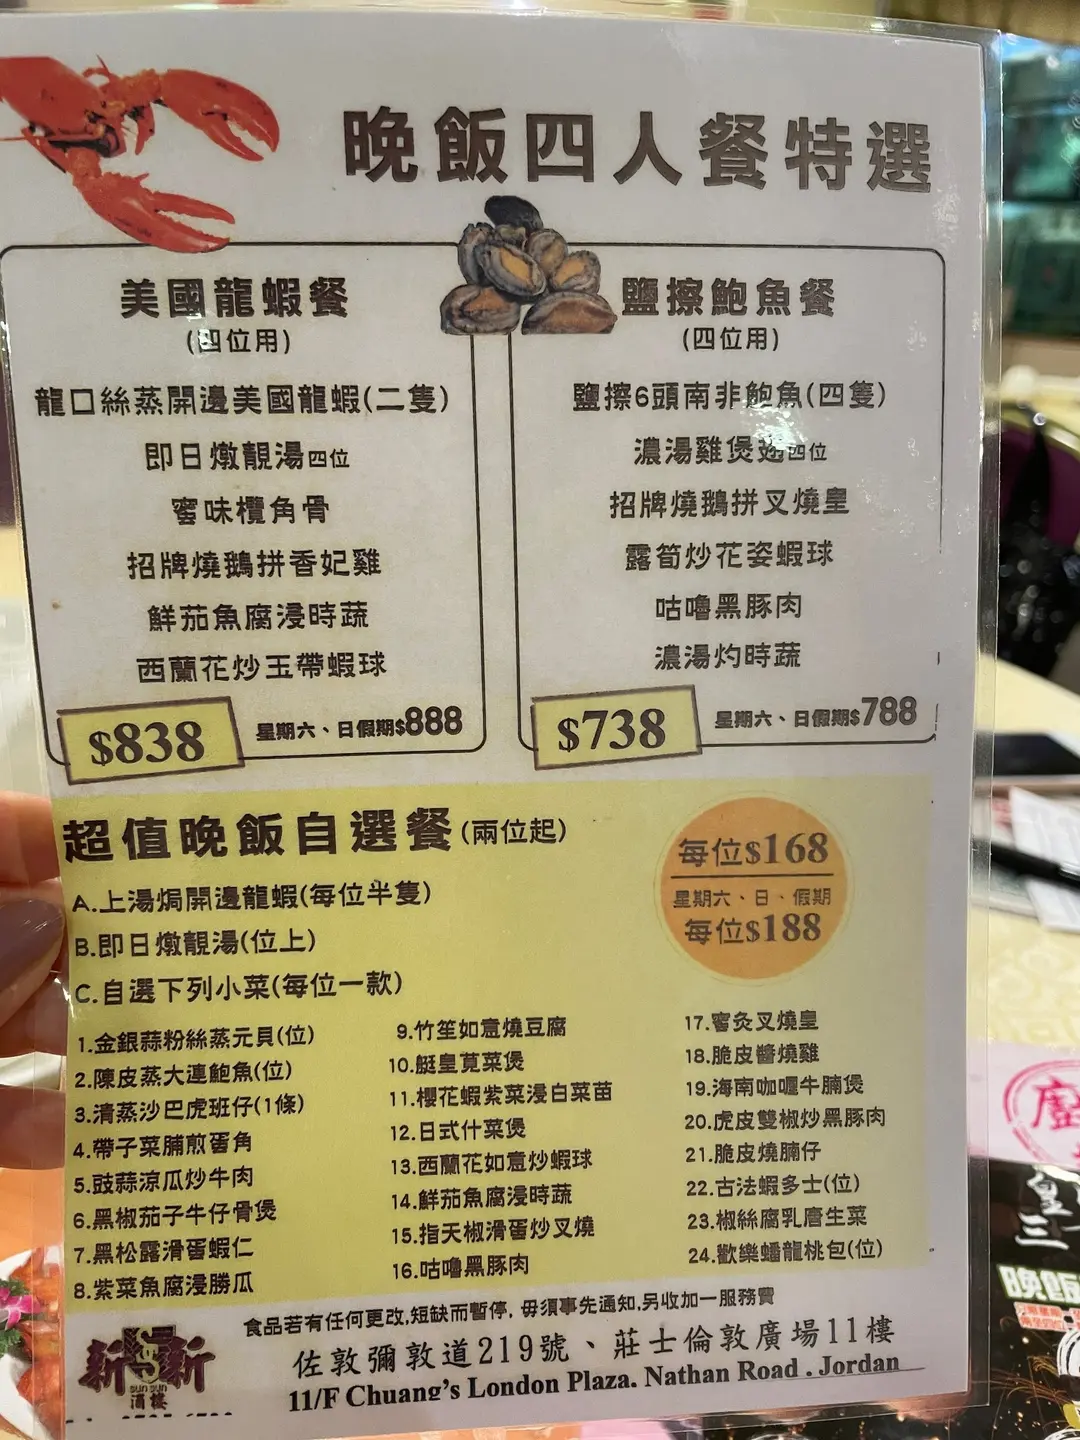 晚飯四人餐特選
美國龍蝦餐
(四位用)
龍口絲蒸開邊美國龍蝦(二隻)
即日燉靚湯四位
蜜味欖角骨
招牌燒鵝拼香妃雞
鮮茄魚腐浸時蔬
西蘭花炒玉帶蝦球
$838
星期六、日假期$888
鹽擦鮑魚餐
(四位用)
鹽擦6頭南非鮑魚(四隻)
濃湯雞煲翅四位
招牌燒鵝拼叉燒皇
露筍炒花姿蝦球
咕嚕黑豚肉
濃湯灼時蔬
$738
星期六、日假期$788
超值晚飯自選餐(兩位起)
每位$168
星期六、日、假期
每位$188
A.上湯焗開邊龍蝦(每位半隻)
B.即日燉靚湯(位上)
C.自選下列小菜(每位一款)
1.金銀蒜粉絲蒸元貝(位)
2.陳皮蒸大連鮑魚(位)
3.清蒸沙巴虎班仔(1條)
4.帶子菜脯煎蛋角
5.豉蒜涼瓜炒牛肉
6.黑椒茄子牛仔骨煲
7.黑松露滑蛋蝦仁
8.紫菜魚腐浸勝瓜
9.竹笙如意燒豆腐
10.艇皇莧菜煲
11.櫻花蝦紫菜浸白菜苗
12.日式什菜煲
13.西蘭花如意炒蝦球
14.鮮茄魚腐浸時蔬
15.指天椒滑蛋炒叉燒
16.咕嚕黑豚肉
17.蜜灸叉燒皇
18.脆皮醬燒雞
19.海南咖喱牛腩煲
20.虎皮雙椒炒黑豚肉
21.脆皮燒腩仔
22.古法蝦多士(位)
23.椒絲腐乳唐生菜
24.歡樂蟠龍桃包(位)
食品若有任何更改,短缺而暫停,毋須事先通知,另收加一服務費
新新
sun sun
酒樓
佐敦彌敦道219號、莊士倫敦廣場11樓
11/F Chuang's London Plaza. Nathan Road . Jordan
皇
三
晚飯